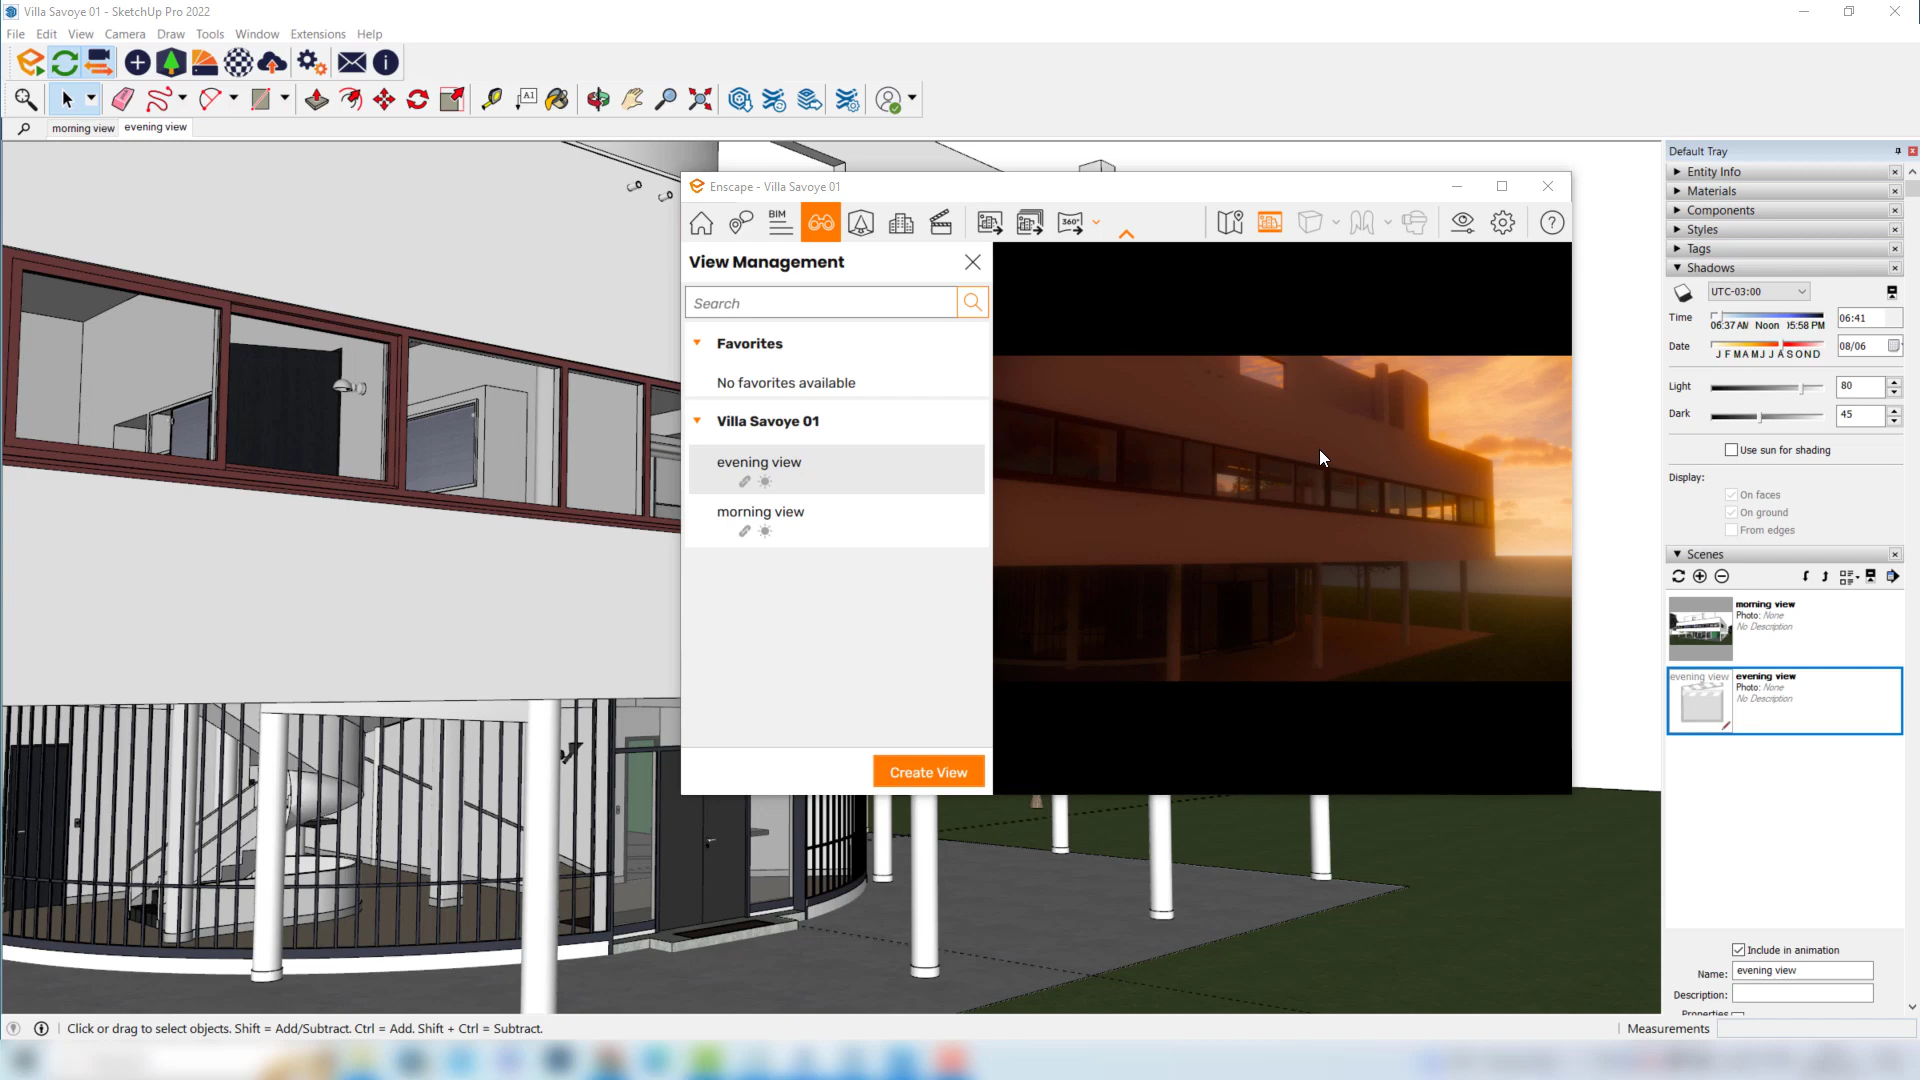 Villa Savoye 01 - SketchUp Pro 2022
File Edit View Camera Draw Tools Window Extensions Help
A1
morning view evening view
Enscape - Villa Savoye 01
BIM
360°
View Management
Search
Favorites
No favorites available
Villa Savoye 01
evening view
morning view
Create View
Default Tray
Entity Info
Materials
Components
Styles
Tags
Shadows
UTC-03:00
Time
06:37 AM Noon 05:58 PM
06:41
Date
J F M A M J J A S O N D
08/06
Light 80
Dark 45
Use sun for shading
Display:
On faces
On ground
From edges
Scenes
morning view
Photo: None
No Description
evening view
evening view
Photo: None
No Description
Include in animation
Name: evening view
Description:
Click or drag to select objects. Shift = Add/Subtract. Ctrl = Add. Shift + Ctrl = Subtract.
Measurements